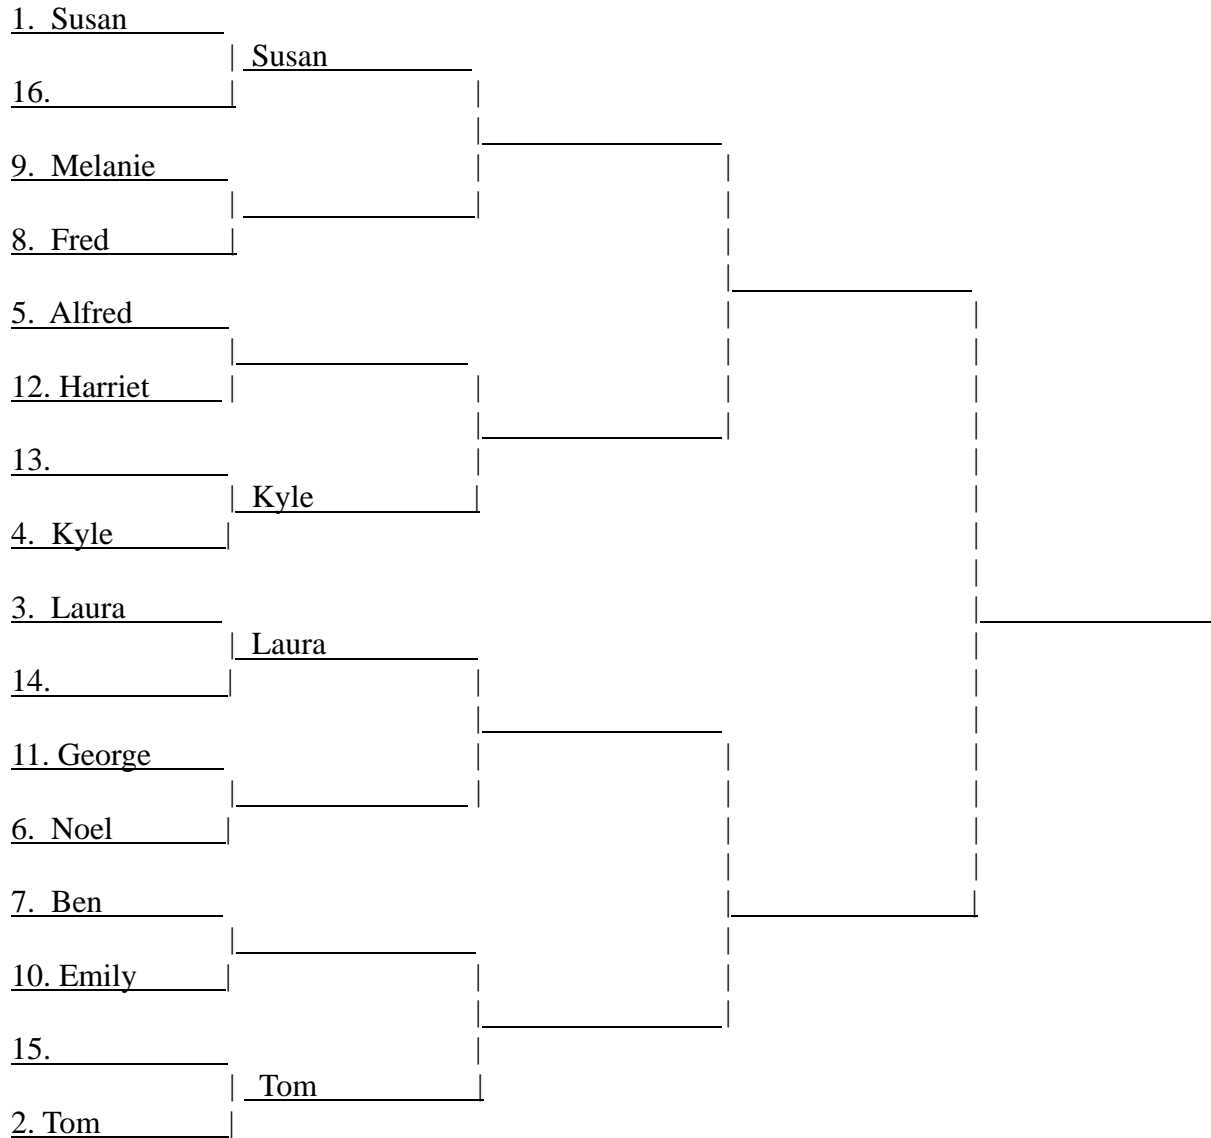 1. Susan
Susan
16.
9. Melanie
8. Fred
5. Alfred
12. Harriet
13.
Kyle
4. Kyle
3. Laura
Laura
14.
11. George
6. Noel
7. Ben
10. Emily
15.
Tom
2. Tom